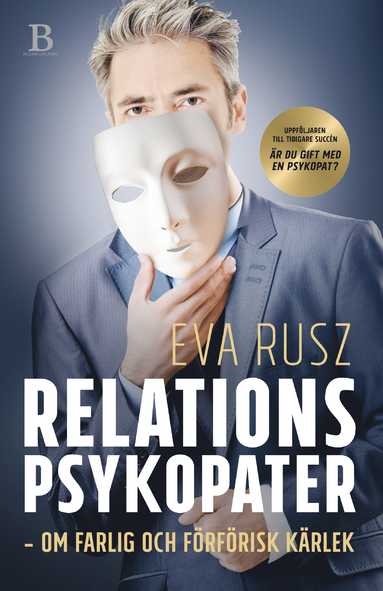 B
UPPFÖLJAREN
TILL TIDIGARE SUCCÉN
ÄR DU GIFT MED
EN PSYKOPAT?
EVA RUSZ
RELATIONS
PSYKOPATER
– OM FARLIG OCH FÖRFÖRISK KÄRLEK